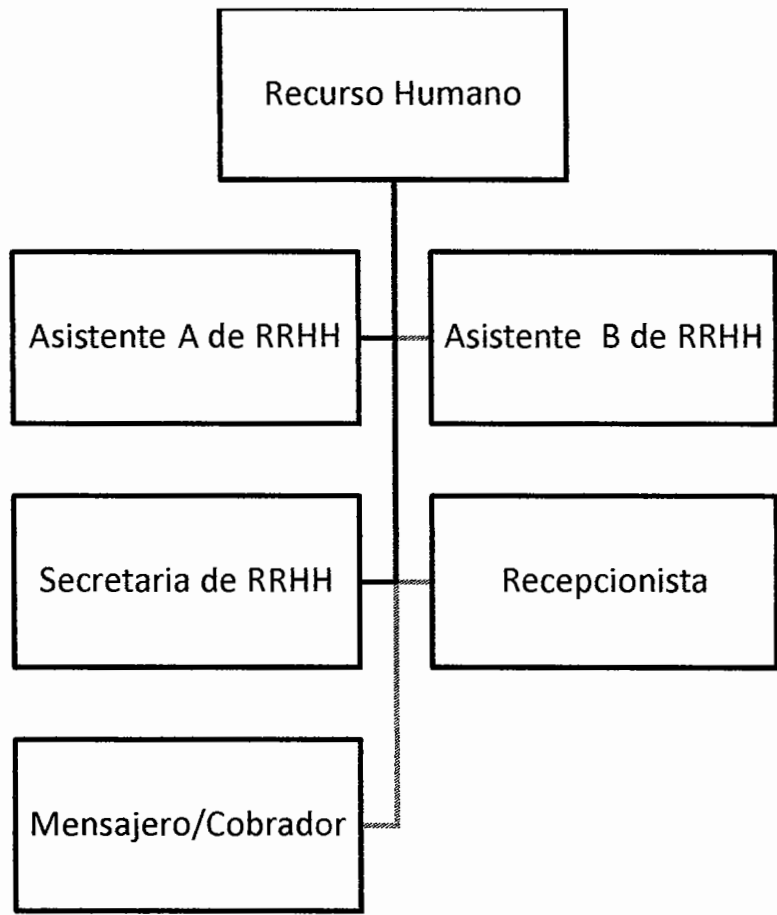 Recurso Humano
Asistente A de RRHH
Asistente B de RRHH
Secretaria de RRHH
Recepcionista
Mensajero/Cobrador